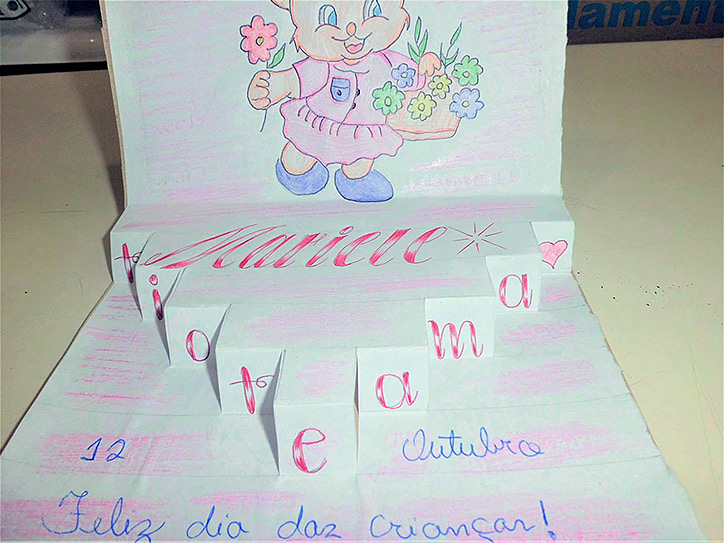 Mariele
tio te ama
12 Outubro
Feliz dia das crianças!